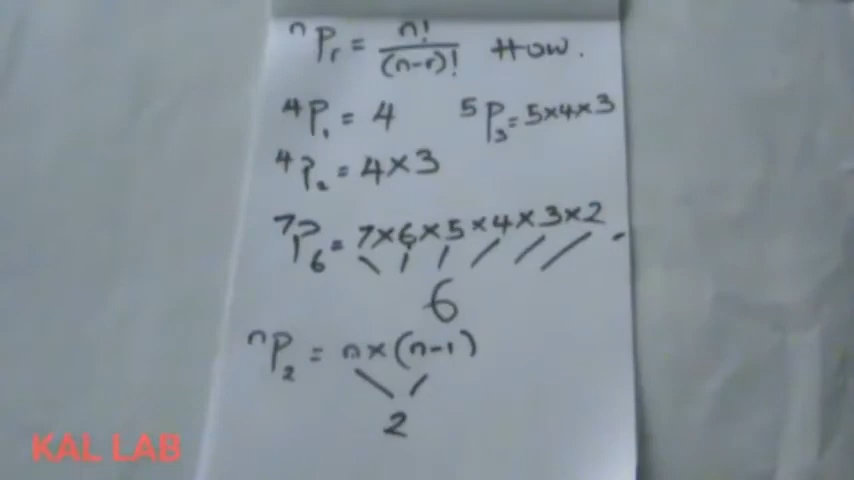 ⁿPᵣ = n!/(n-r)! HOW.
⁴P₁ = 4 ⁵P₃ = 5×4×3
⁴P₂ = 4×3
⁷P₆ = 7×6×5×4×3×2.
6
ⁿP₂ = n×(n-1)
2
KAL LAB